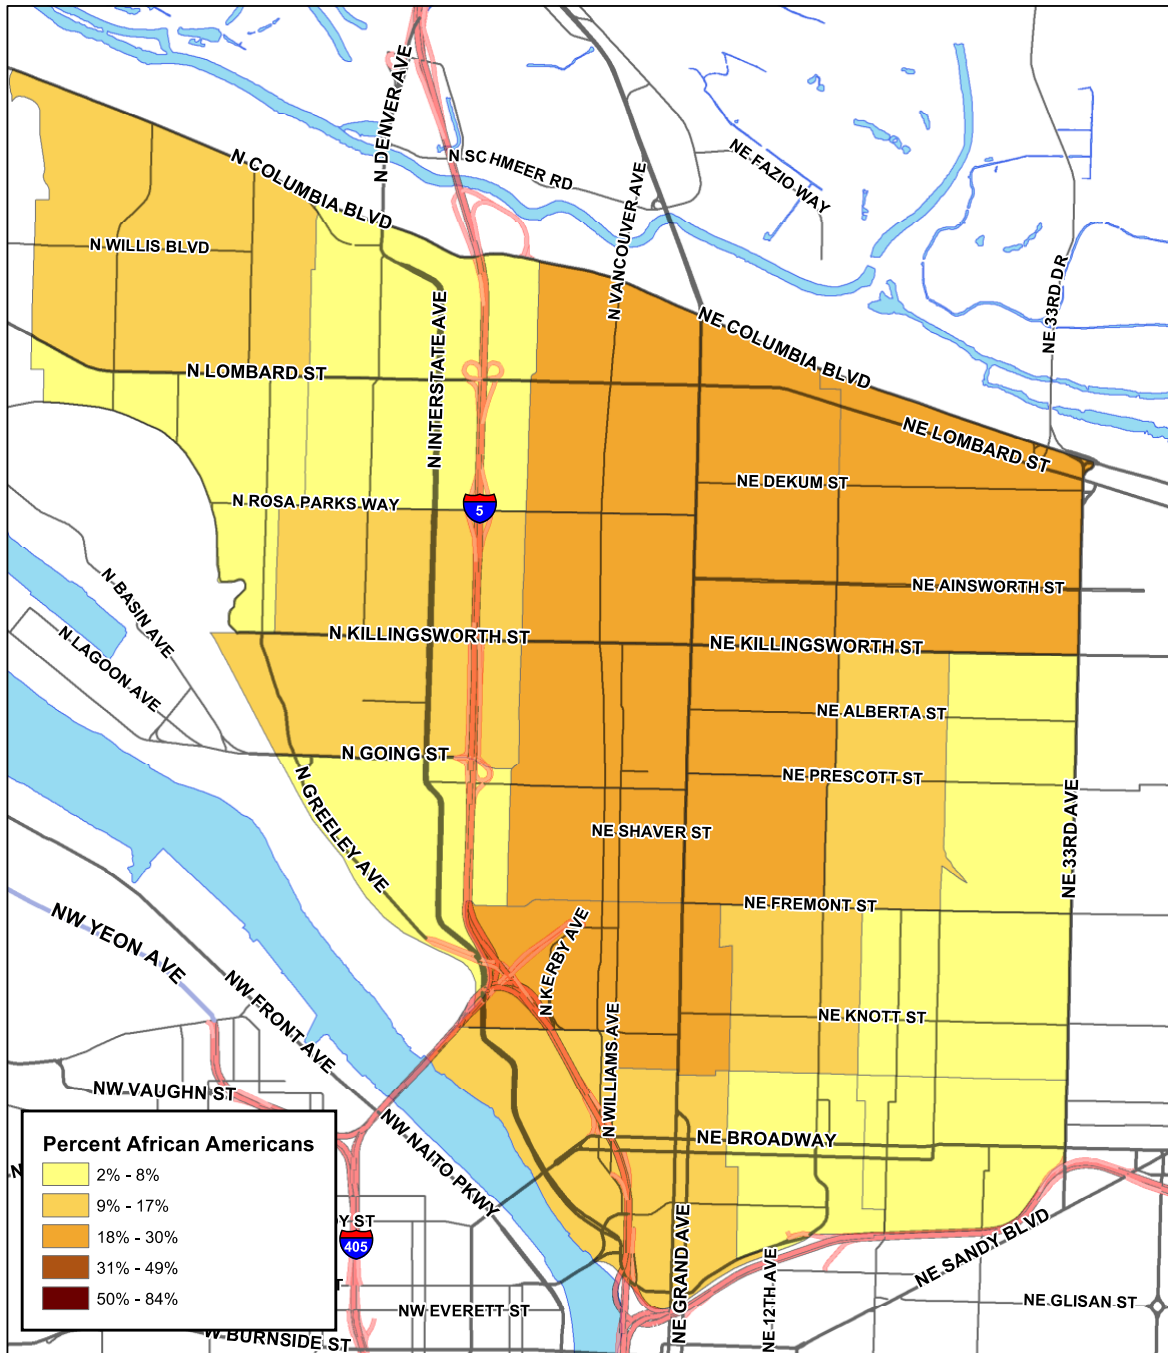 N DENVER AVE
N SCHMEER RD
N COLUMBIA BLVD
NE FAZIO WAY
N VANCOUVER AVE
N WILLIS BLVD
NE 33RD DR
N INTERSTATE AVE
NE COLUMBIA BLVD
N LOMBARD ST
NE LOMBARD ST
NE DEKUM ST
N ROSA PARKS WAY
5
N BASIN AVE
NE AINSWORTH ST
N LAGOON AVE
N KILLINGSWORTH ST
NE KILLINGSWORTH ST
NE ALBERTA ST
N GOING ST
NE PRESCOTT ST
N GREELEY AVE
NE SHAVER ST
NE 33RD AVE
NE FREMONT ST
NW YEON AVE
N KERBY AVE
NW FRONT AVE
NE KNOTT ST
N WILLIAMS AVE
NW VAUGHN ST
NW NAITO PKWY
NE BROADWAY
Percent African Americans
2% - 8%
9% - 17%
18% - 30%
31% - 49%
50% - 84%
ST
405
NE GRAND AVE
NE 12TH AVE
NE SANDY BLVD
NW EVERETT ST
NE GLISAN ST
W BURNSIDE ST